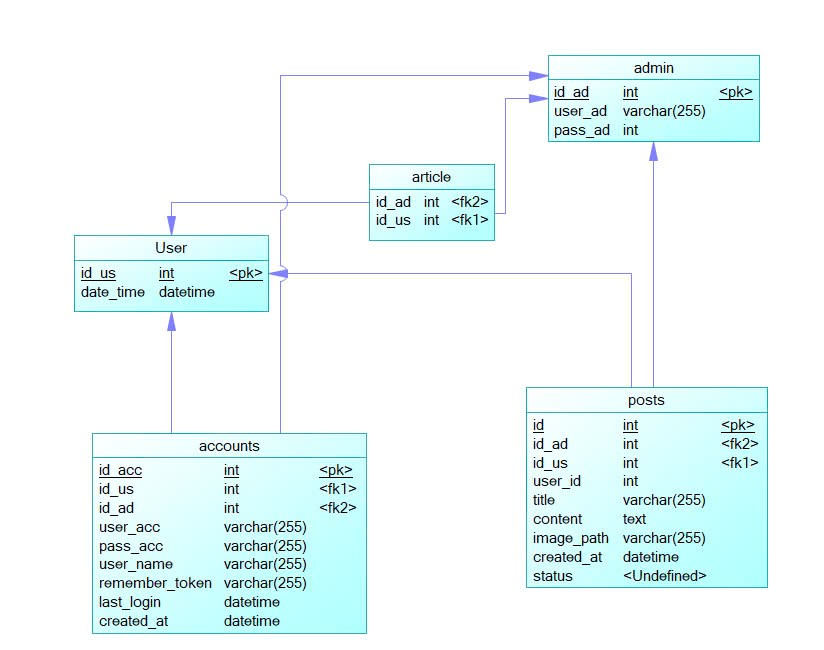 admin
id_ad int <pk>
user_ad varchar(255)
pass_ad int
article
id_ad int <fk2>
id_us int <fk1>
User
id_us int <pk>
date_time datetime
posts
id int <pk>
id_ad int <fk2>
id_us int <fk1>
user_id int
title varchar(255)
content text
image_path varchar(255)
created_at datetime
status <Undefined>
accounts
id_acc int <pk>
id_us int <fk1>
id_ad int <fk2>
user_acc varchar(255)
pass_acc varchar(255)
user_name varchar(255)
remember_token varchar(255)
last_login datetime
created_at datetime